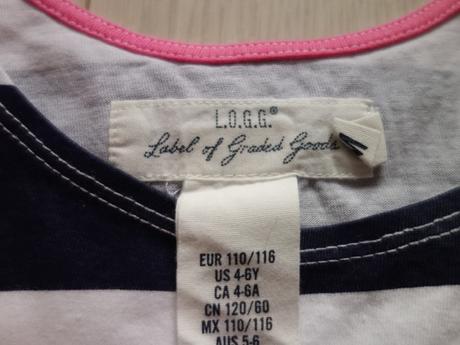 L.O.G.G.®
Label of Graded Goods
EUR 110/116
US 4-6Y
CA 4-6A
CN 120/60
MX 110/116
AUS 5-6